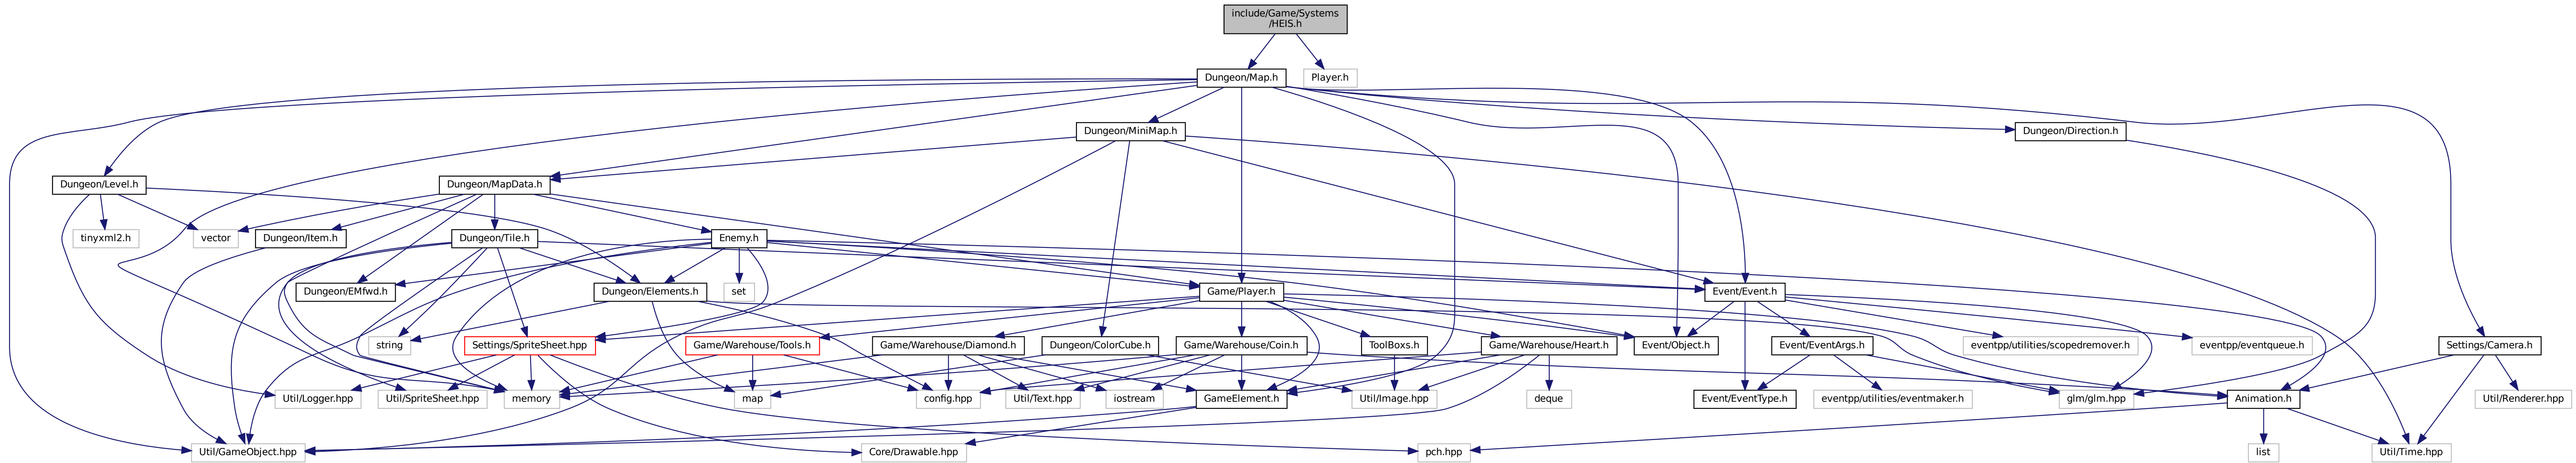 include/Game/Systems
/HEIS.h
Dungeon/Map.h
Player.h
Dungeon/MiniMap.h
Dungeon/Direction.h
Dungeon/Level.h
Dungeon/MapData.h
tinyxml2.h
vector
Dungeon/Item.h
Dungeon/Tile.h
Enemy.h
Dungeon/EMfwd.h
Dungeon/Elements.h
set
Game/Player.h
Event/Event.h
string
Settings/SpriteSheet.hpp
Game/Warehouse/Tools.h
Game/Warehouse/Diamond.h
Dungeon/ColorCube.h
Game/Warehouse/Coin.h
ToolBoxs.h
Game/Warehouse/Heart.h
Event/Object.h
Event/EventArgs.h
eventpp/utilities/scopedremover.h
eventpp/eventqueue.h
Settings/Camera.h
Util/Logger.hpp
Util/SpriteSheet.hpp
memory
map
config.hpp
Util/Text.hpp
iostream
GameElement.h
Util/Image.hpp
deque
Event/EventType.h
eventpp/utilities/eventmaker.h
glm/glm.hpp
Animation.h
Util/Renderer.hpp
Util/GameObject.hpp
Core/Drawable.hpp
pch.hpp
list
Util/Time.hpp